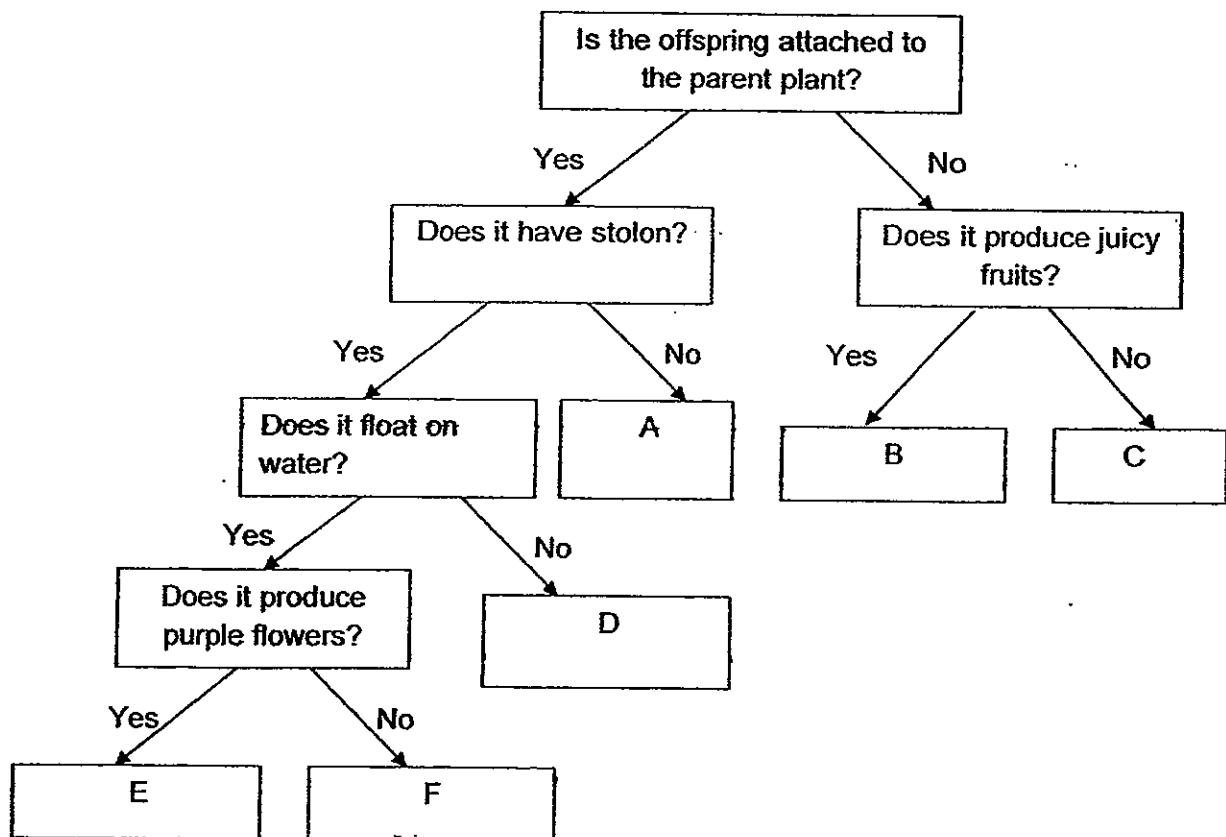 Is the offspring attached to
the parent plant?
Yes
No
Does it have stolon?
Does it produce juicy
fruits?
Yes
No
Yes
No
Does it float on
water?
A
B
C
Yes
No
Does it produce
purple flowers?
D
Yes
No
E
F